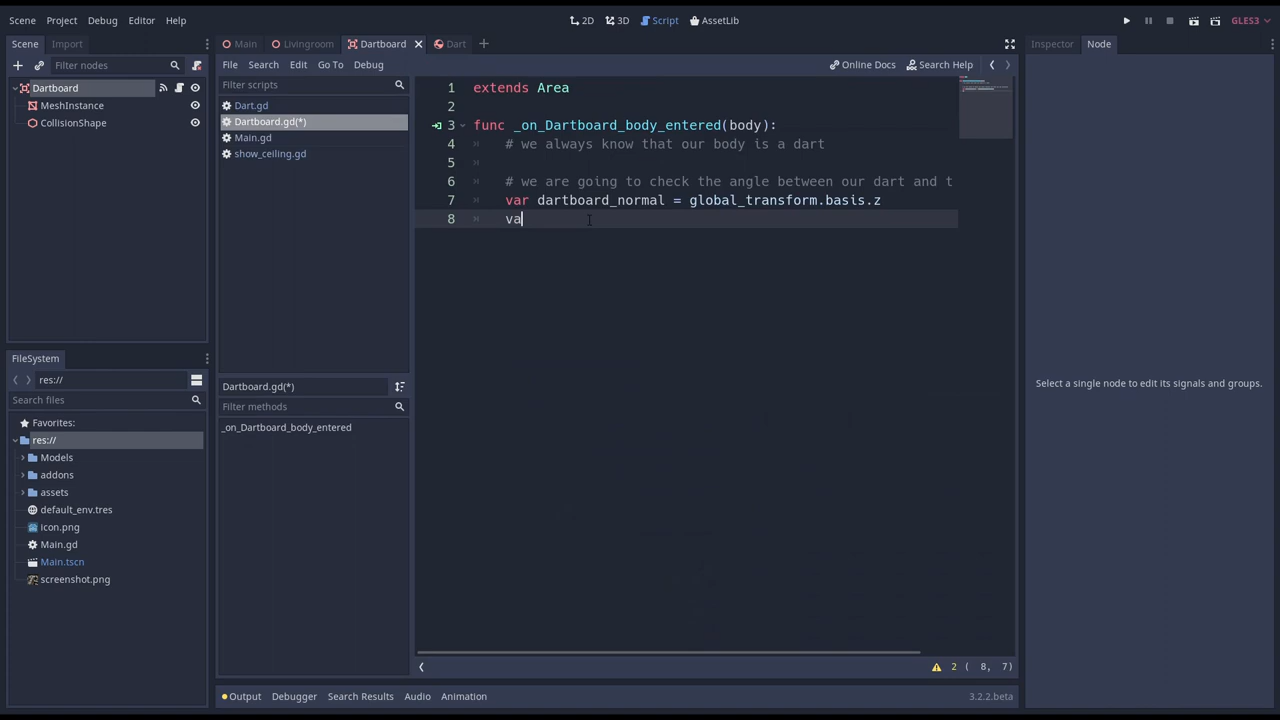 Scene Project Debug Editor Help
2D 3D Script AssetLib
GLES3
Scene Import
Filter nodes
Dartboard
MeshInstance
CollisionShape
FileSystem
res://
Search files
Favorites:
res://
Models
addons
assets
default_env.tres
icon.png
Main.gd
Main.tscn
screenshot.png
Main Livingroom Dartboard Dart
File Search Edit Go To Debug
Online Docs Search Help
Filter scripts
Dart.gd
Dartboard.gd(*)
Main.gd
show_ceiling.gd
Dartboard.gd(*)
Filter methods
_on_Dartboard_body_entered
1 extends Area
2
3 func _on_Dartboard_body_entered(body):
4 # we always know that our body is a dart
5
6 # we are going to check the angle between our dart and t
7 var dartboard_normal = global_transform.basis.z
8 va
2 ( 8, 7)
Output Debugger Search Results Audio Animation
3.2.2.beta
Inspector Node
Select a single node to edit its signals and groups.